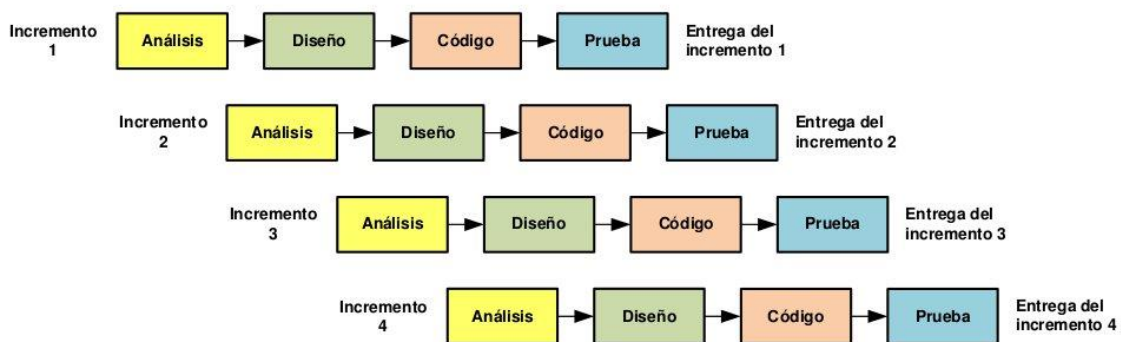 Incremento
1
Análisis
Diseño
Código
Prueba
Entrega del
incremento 1
Incremento
2
Análisis
Diseño
Código
Prueba
Entrega del
incremento 2
Incremento
3
Análisis
Diseño
Código
Prueba
Entrega del
incremento 3
Incremento
4
Análisis
Diseño
Código
Prueba
Entrega del
incremento 4